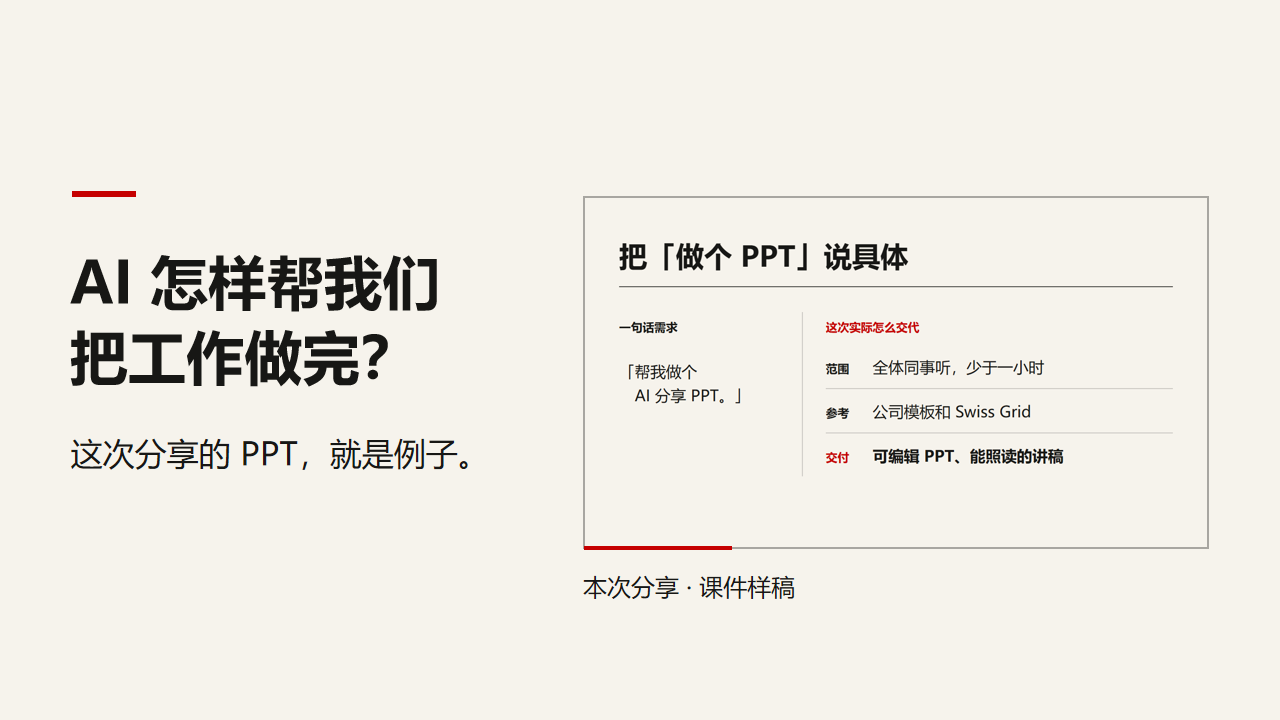 AI 怎样帮我们
把工作做完？
这次分享的 PPT，就是例子。
把「做个 PPT」说具体
一句话需求
「帮我做个
AI 分享 PPT。」
这次实际怎么交代
范围 全体同事听，少于一小时
参考 公司模板和 Swiss Grid
交付 可编辑 PPT、能照读的讲稿
本次分享 · 课件样稿